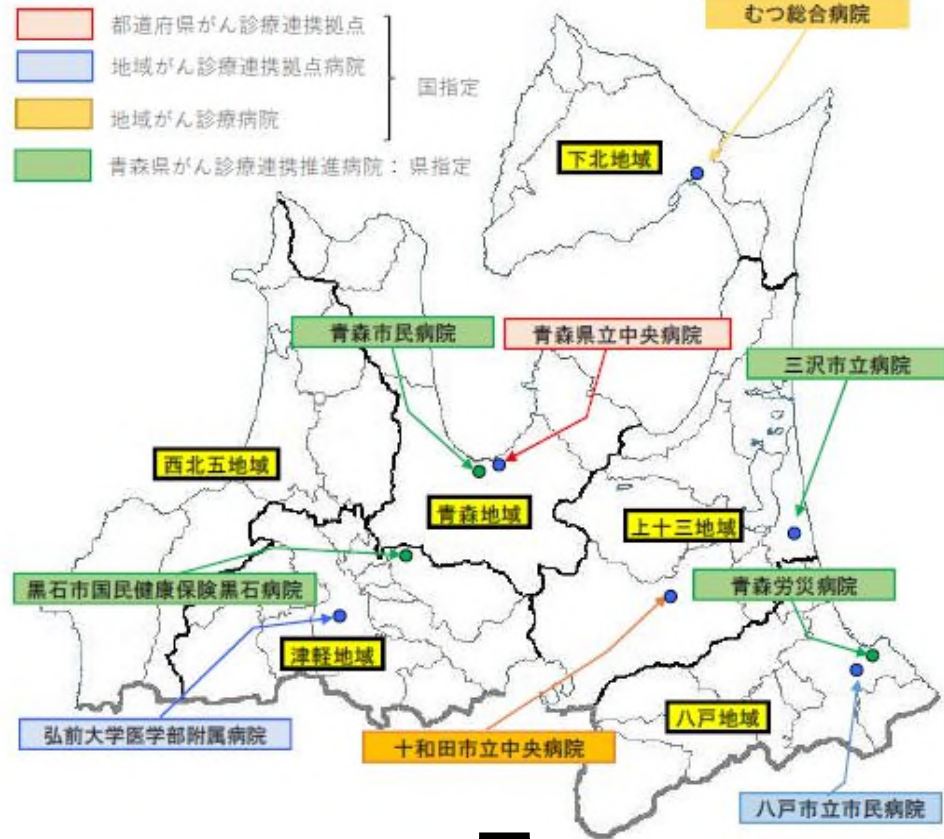 都道府県がん診療連携拠点
地域がん診療連携拠点病院
地域がん診療病院
国指定
青森県がん診療連携推進病院：県指定
むつ総合病院
下北地域
青森市民病院
青森県立中央病院
三沢市立病院
西北五地域
青森地域
上十三地域
黒石市国民健康保険黒石病院
青森労災病院
津軽地域
八戸地域
弘前大学医学部附属病院
十和田市立中央病院
八戸市立市民病院